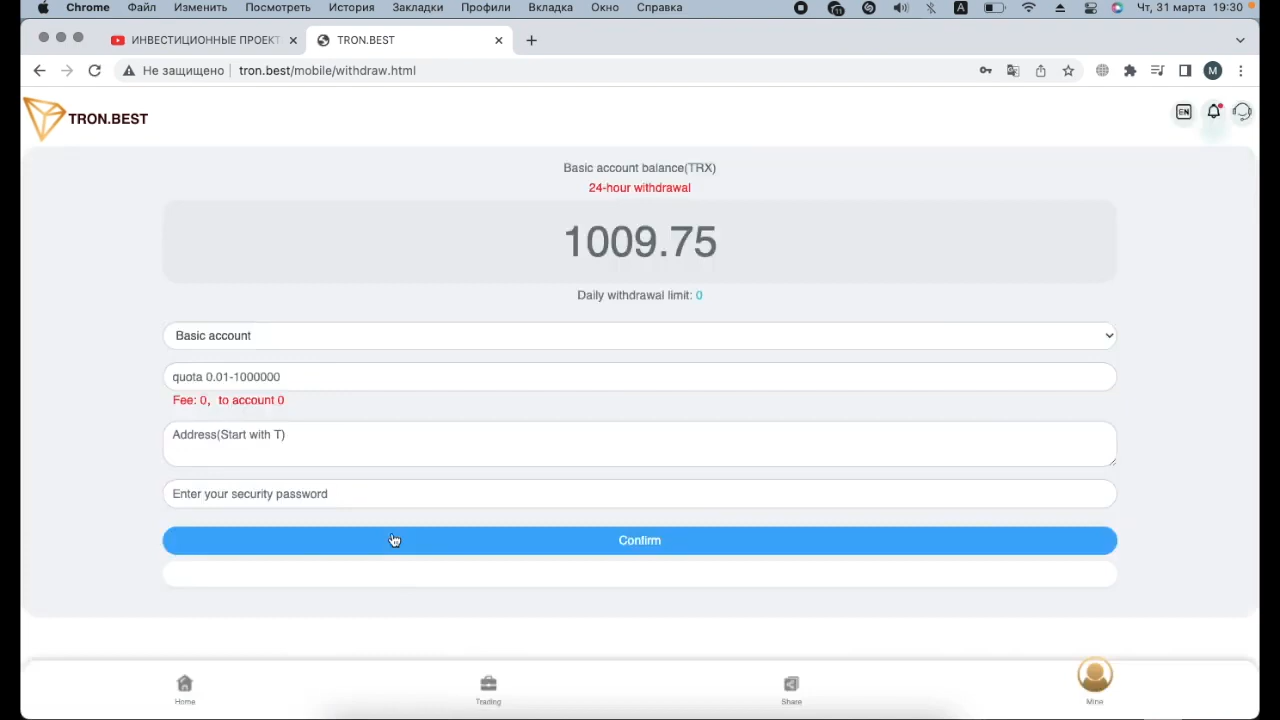 Chrome Файл Изменить Посмотреть История Закладки Профили Вкладка Окно Справка A Чт, 31 марта 19:30
ИНВЕСТИЦИОННЫЕ ПРОЕКТ TRON.BEST
Не защищено tron.best/mobile/withdraw.html M
TRON.BEST EN
Basic account balance(TRX)
24-hour withdrawal
1009.75
Daily withdrawal limit: 0
Basic account
quota 0.01-1000000
Fee: 0, to account 0
Address(Start with T)
Enter your security password
Confirm
Home Trading Share Mine